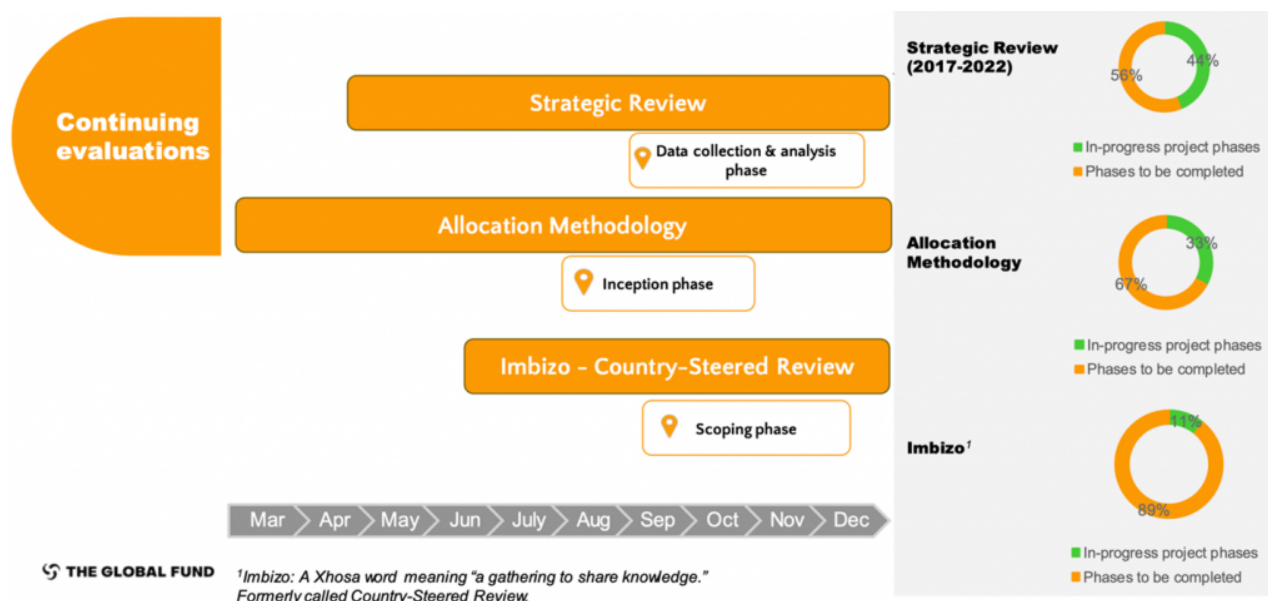 Continuing
evaluations
Strategic Review
Data collection & analysis
phase
Allocation Methodology
Inception phase
Imbizo - Country-Steered Review
Scoping phase
Mar Apr May Jun July Aug Sep Oct Nov Dec
THE GLOBAL FUND
¹Imbizo: A Xhosa word meaning “a gathering to share knowledge.”
Formerly called Country-Steered Review.
Strategic Review
(2017-2022)
44%
56%
In-progress project phases
Phases to be completed
Allocation
Methodology
33%
67%
In-progress project phases
Phases to be completed
Imbizo¹
11%
89%
In-progress project phases
Phases to be completed